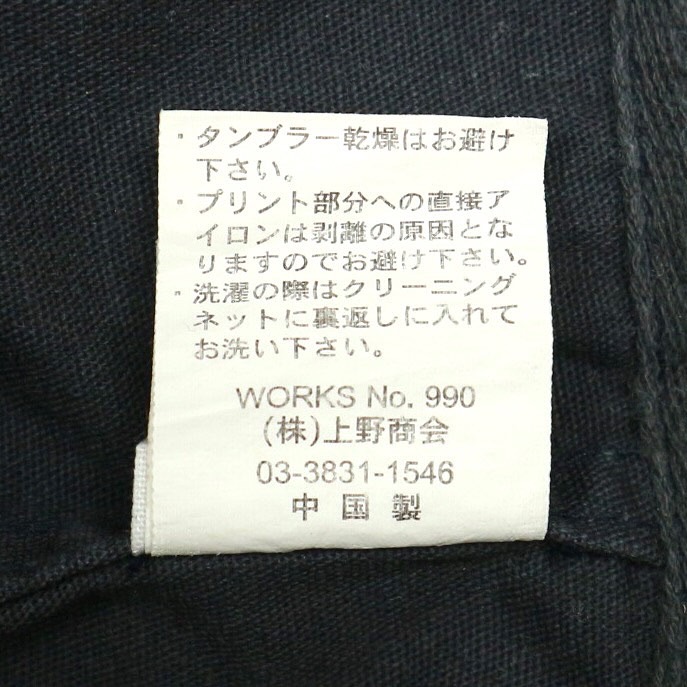 ・タンブラー乾燥はお避け
下さい。
・プリント部分への直接ア
イロンは剥離の原因とな
りますのでお避け下さい。
・洗濯の際はクリーニング
ネットに裏返しに入れて
お洗い下さい。
WORKS No. 990
(株)上野商会
03-3831-1546
中国製